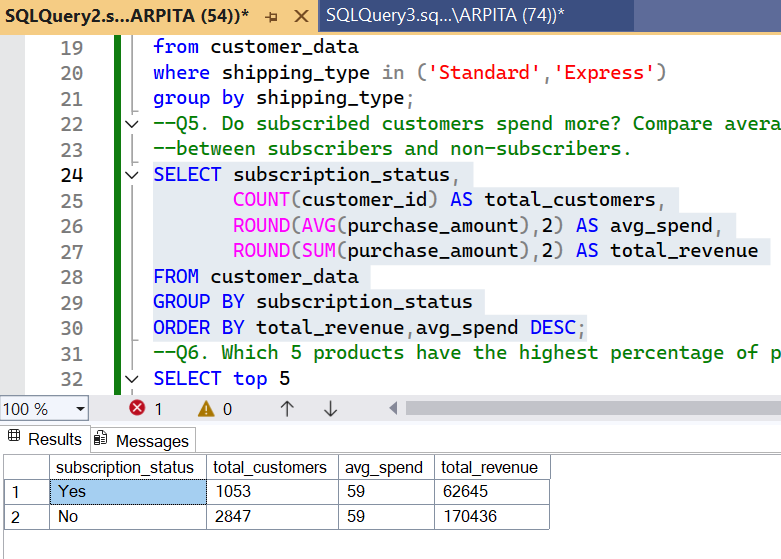 SQLQuery2.s...ARPITA (54))* SQLQuery3.sq...\ARPITA (74))*
19 from customer_data
20 where shipping_type in ('Standard','Express')
21 group by shipping_type;
22 --Q5. Do subscribed customers spend more? Compare avera
23 --between subscribers and non-subscribers.
24 SELECT subscription_status,
25 COUNT(customer_id) AS total_customers,
26 ROUND(AVG(purchase_amount),2) AS avg_spend,
27 ROUND(SUM(purchase_amount),2) AS total_revenue
28 FROM customer_data
29 GROUP BY subscription_status
30 ORDER BY total_revenue,avg_spend DESC;
31 --Q6. Which 5 products have the highest percentage of p
32 SELECT top 5
100 % 1 0
Results Messages
subscription_status total_customers avg_spend total_revenue
1 Yes 1053 59 62645
2 No 2847 59 170436